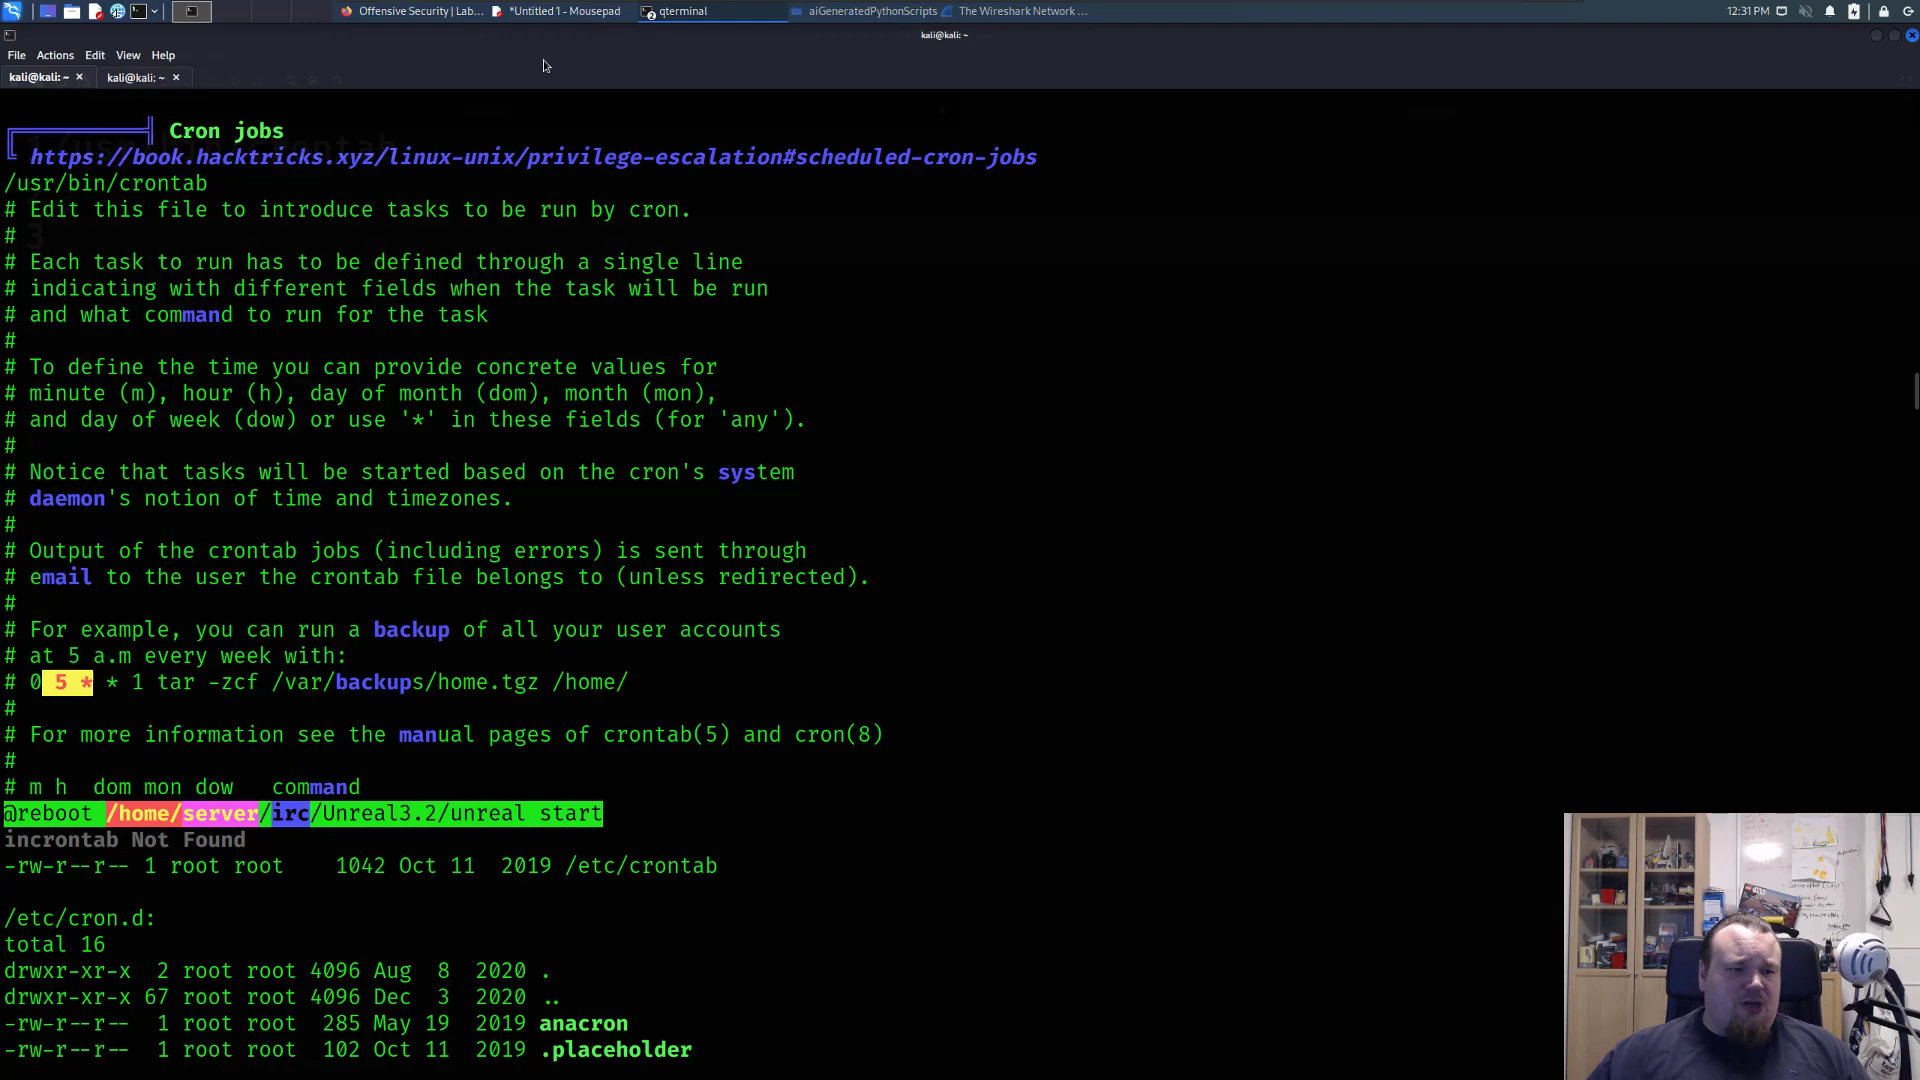 Offensive Security | Lab...
*Untitled 1 - Mousepad
qterminal
aiGeneratedPythonScripts
The Wireshark Network ...
12:31 PM
kali@kali: ~
File Actions Edit View Help
kali@kali: ~
kali@kali: ~
Cron jobs
https://book.hacktricks.xyz/linux-unix/privilege-escalation#scheduled-cron-jobs
/usr/bin/crontab
# Edit this file to introduce tasks to be run by cron.
#
# Each task to run has to be defined through a single line
# indicating with different fields when the task will be run
# and what command to run for the task
#
# To define the time you can provide concrete values for
# minute (m), hour (h), day of month (dom), month (mon),
# and day of week (dow) or use '*' in these fields (for 'any').
#
# Notice that tasks will be started based on the cron's system
# daemon's notion of time and timezones.
#
# Output of the crontab jobs (including errors) is sent through
# email to the user the crontab file belongs to (unless redirected).
#
# For example, you can run a backup of all your user accounts
# at 5 a.m every week with:
# 0 5 * * 1 tar -zcf /var/backups/home.tgz /home/
#
# For more information see the manual pages of crontab(5) and cron(8)
#
# m h  dom mon dow   command
@reboot /home/server/irc/Unreal3.2/unreal start
incrontab Not Found
-rw-r--r-- 1 root root    1042 Oct 11  2019 /etc/crontab
/etc/cron.d:
total 16
drwxr-xr-x  2 root root 4096 Aug  8  2020 .
drwxr-xr-x 67 root root 4096 Dec  3  2020 ..
-rw-r--r--  1 root root  285 May 19  2019 anacron
-rw-r--r--  1 root root  102 Oct 11  2019 .placeholder